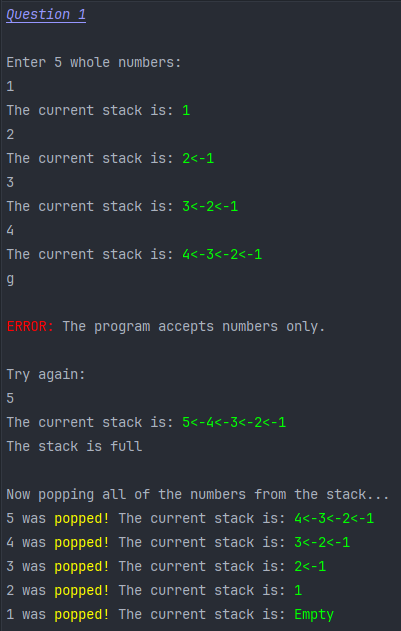 Question 1
Enter 5 whole numbers:
1
The current stack is: 1
2
The current stack is: 2<-1
3
The current stack is: 3<-2<-1
4
The current stack is: 4<-3<-2<-1
g
ERROR: The program accepts numbers only.
Try again:
5
The current stack is: 5<-4<-3<-2<-1
The stack is full
Now popping all of the numbers from the stack...
5 was popped! The current stack is: 4<-3<-2<-1
4 was popped! The current stack is: 3<-2<-1
3 was popped! The current stack is: 2<-1
2 was popped! The current stack is: 1
1 was popped! The current stack is: Empty